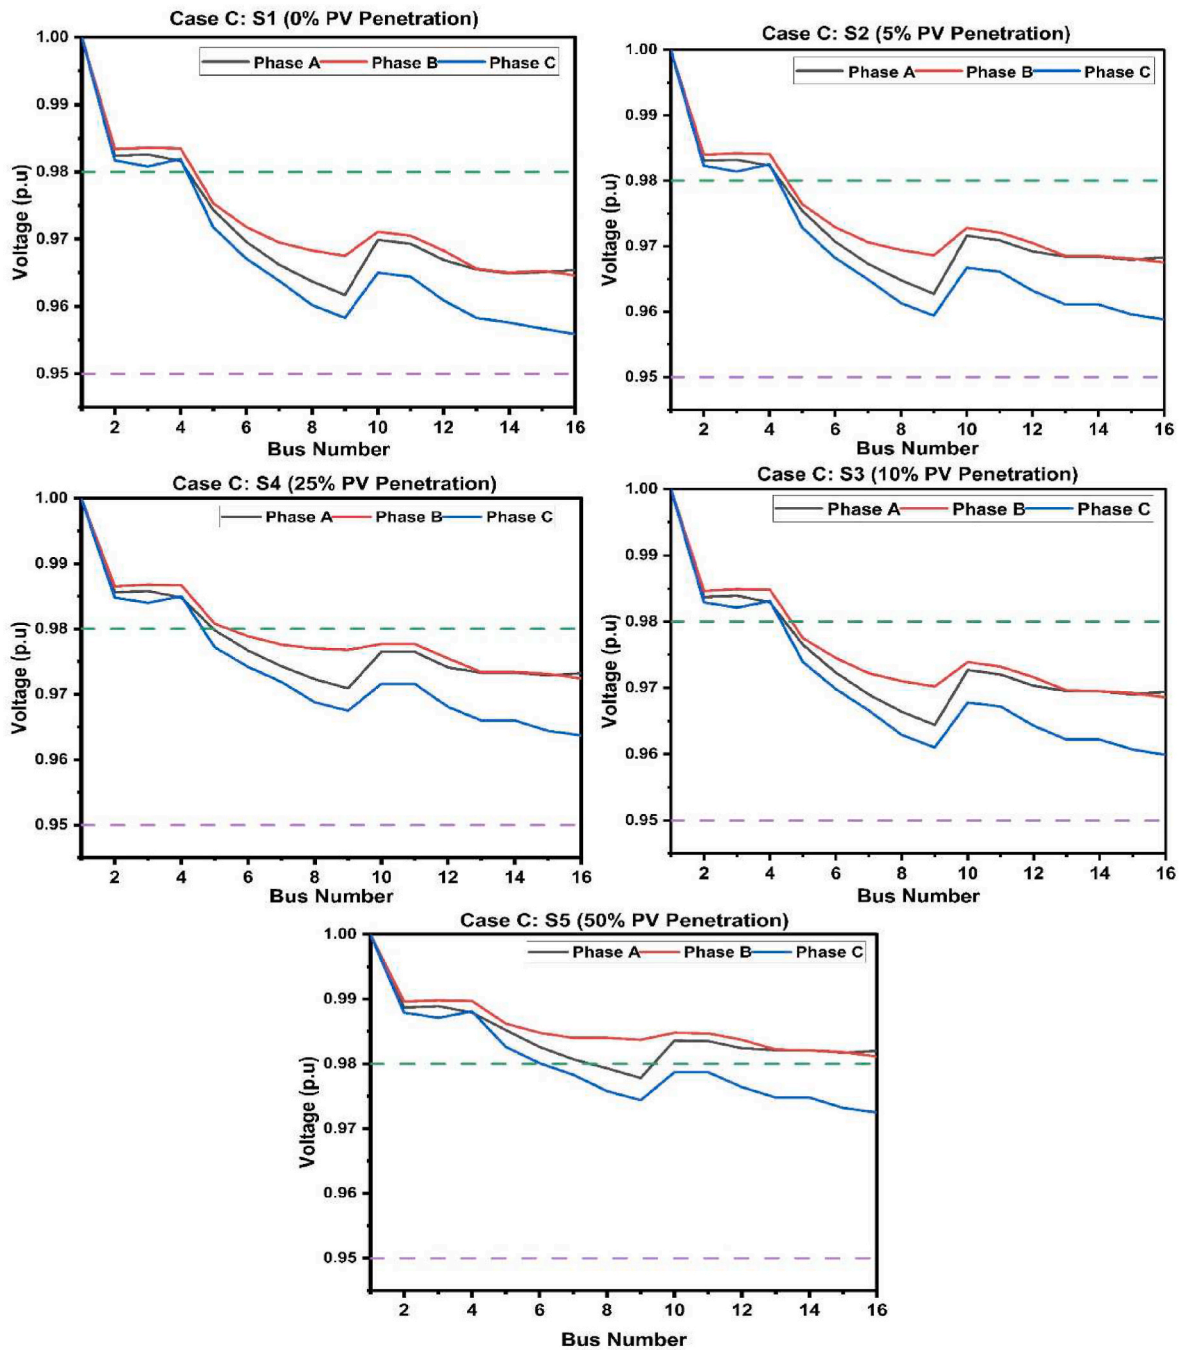 Case C: S1 (0% PV Penetration)
Phase A Phase B Phase C
1.00
0.99
0.98
0.97
0.96
0.95
Voltage (p.u)
2 4 6 8 10 12 14 16
Bus Number
Case C: S2 (5% PV Penetration)
Phase A Phase B Phase C
1.00
0.99
0.98
0.97
0.96
0.95
Voltage (p.u)
2 4 6 8 10 12 14 16
Bus Number
Case C: S4 (25% PV Penetration)
Phase A Phase B Phase C
1.00
0.99
0.98
0.97
0.96
0.95
Voltage (p.u)
2 4 6 8 10 12 14 16
Bus Number
Case C: S3 (10% PV Penetration)
Phase A Phase B Phase C
1.00
0.99
0.98
0.97
0.96
0.95
Voltage (p.u)
2 4 6 8 10 12 14 16
Bus Number
Case C: S5 (50% PV Penetration)
Phase A Phase B Phase C
1.00
0.99
0.98
0.97
0.96
0.95
Voltage (p.u)
2 4 6 8 10 12 14 16
Bus Number